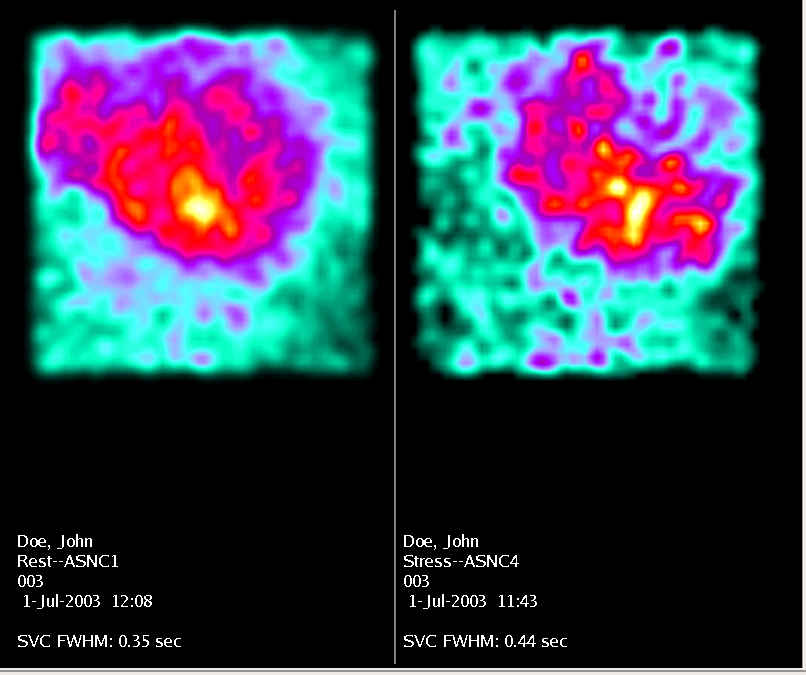 Doe, John
Rest--ASNC1
003
1-Jul-2003 12:08
SVC FWHM: 0.35 sec
Doe, John
Stress--ASNC4
003
1-Jul-2003 11:43
SVC FWHM: 0.44 sec